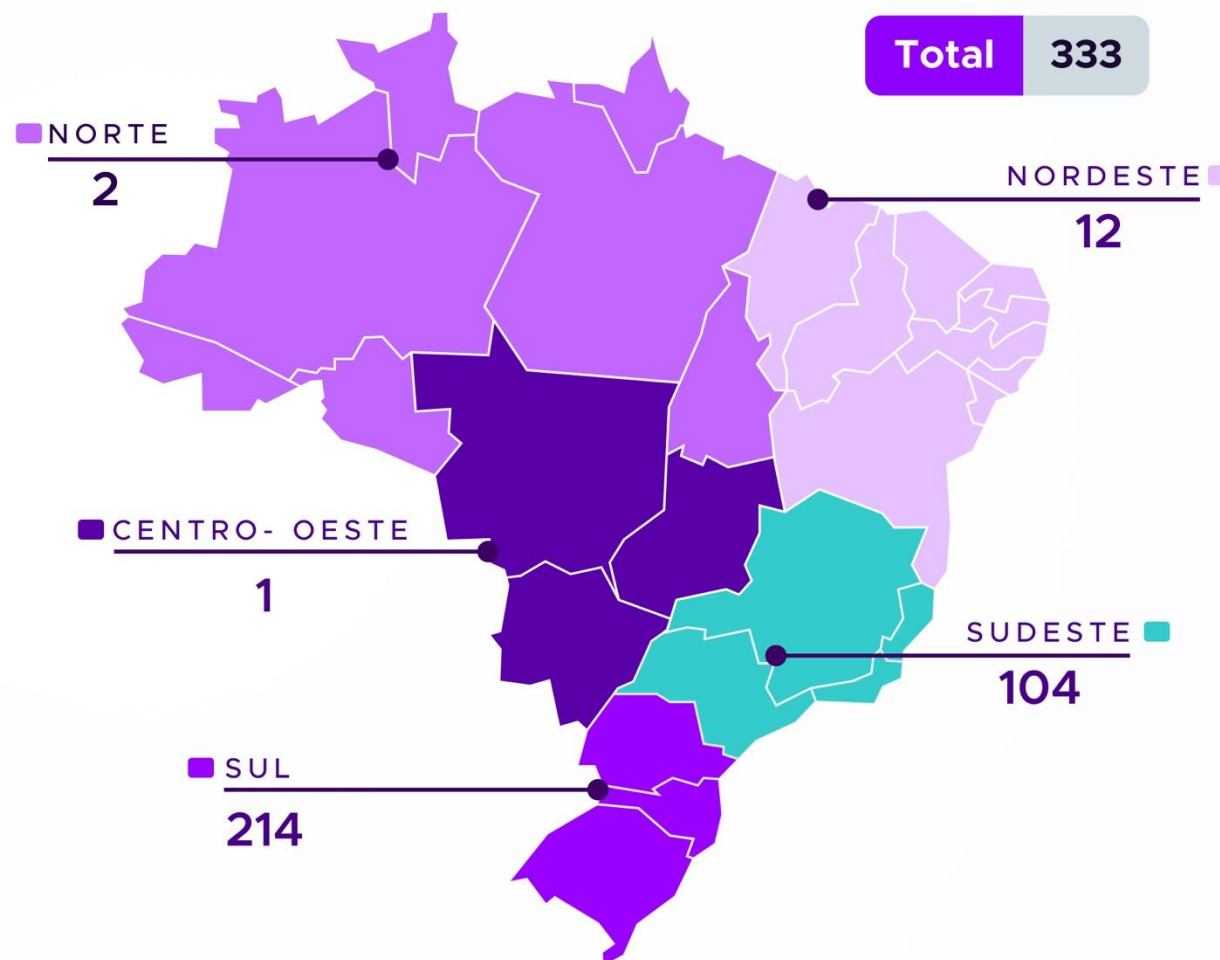 Total 333
NORTE
2
NORDESTE
12
CENTRO- OESTE
1
SUDESTE
104
SUL
214